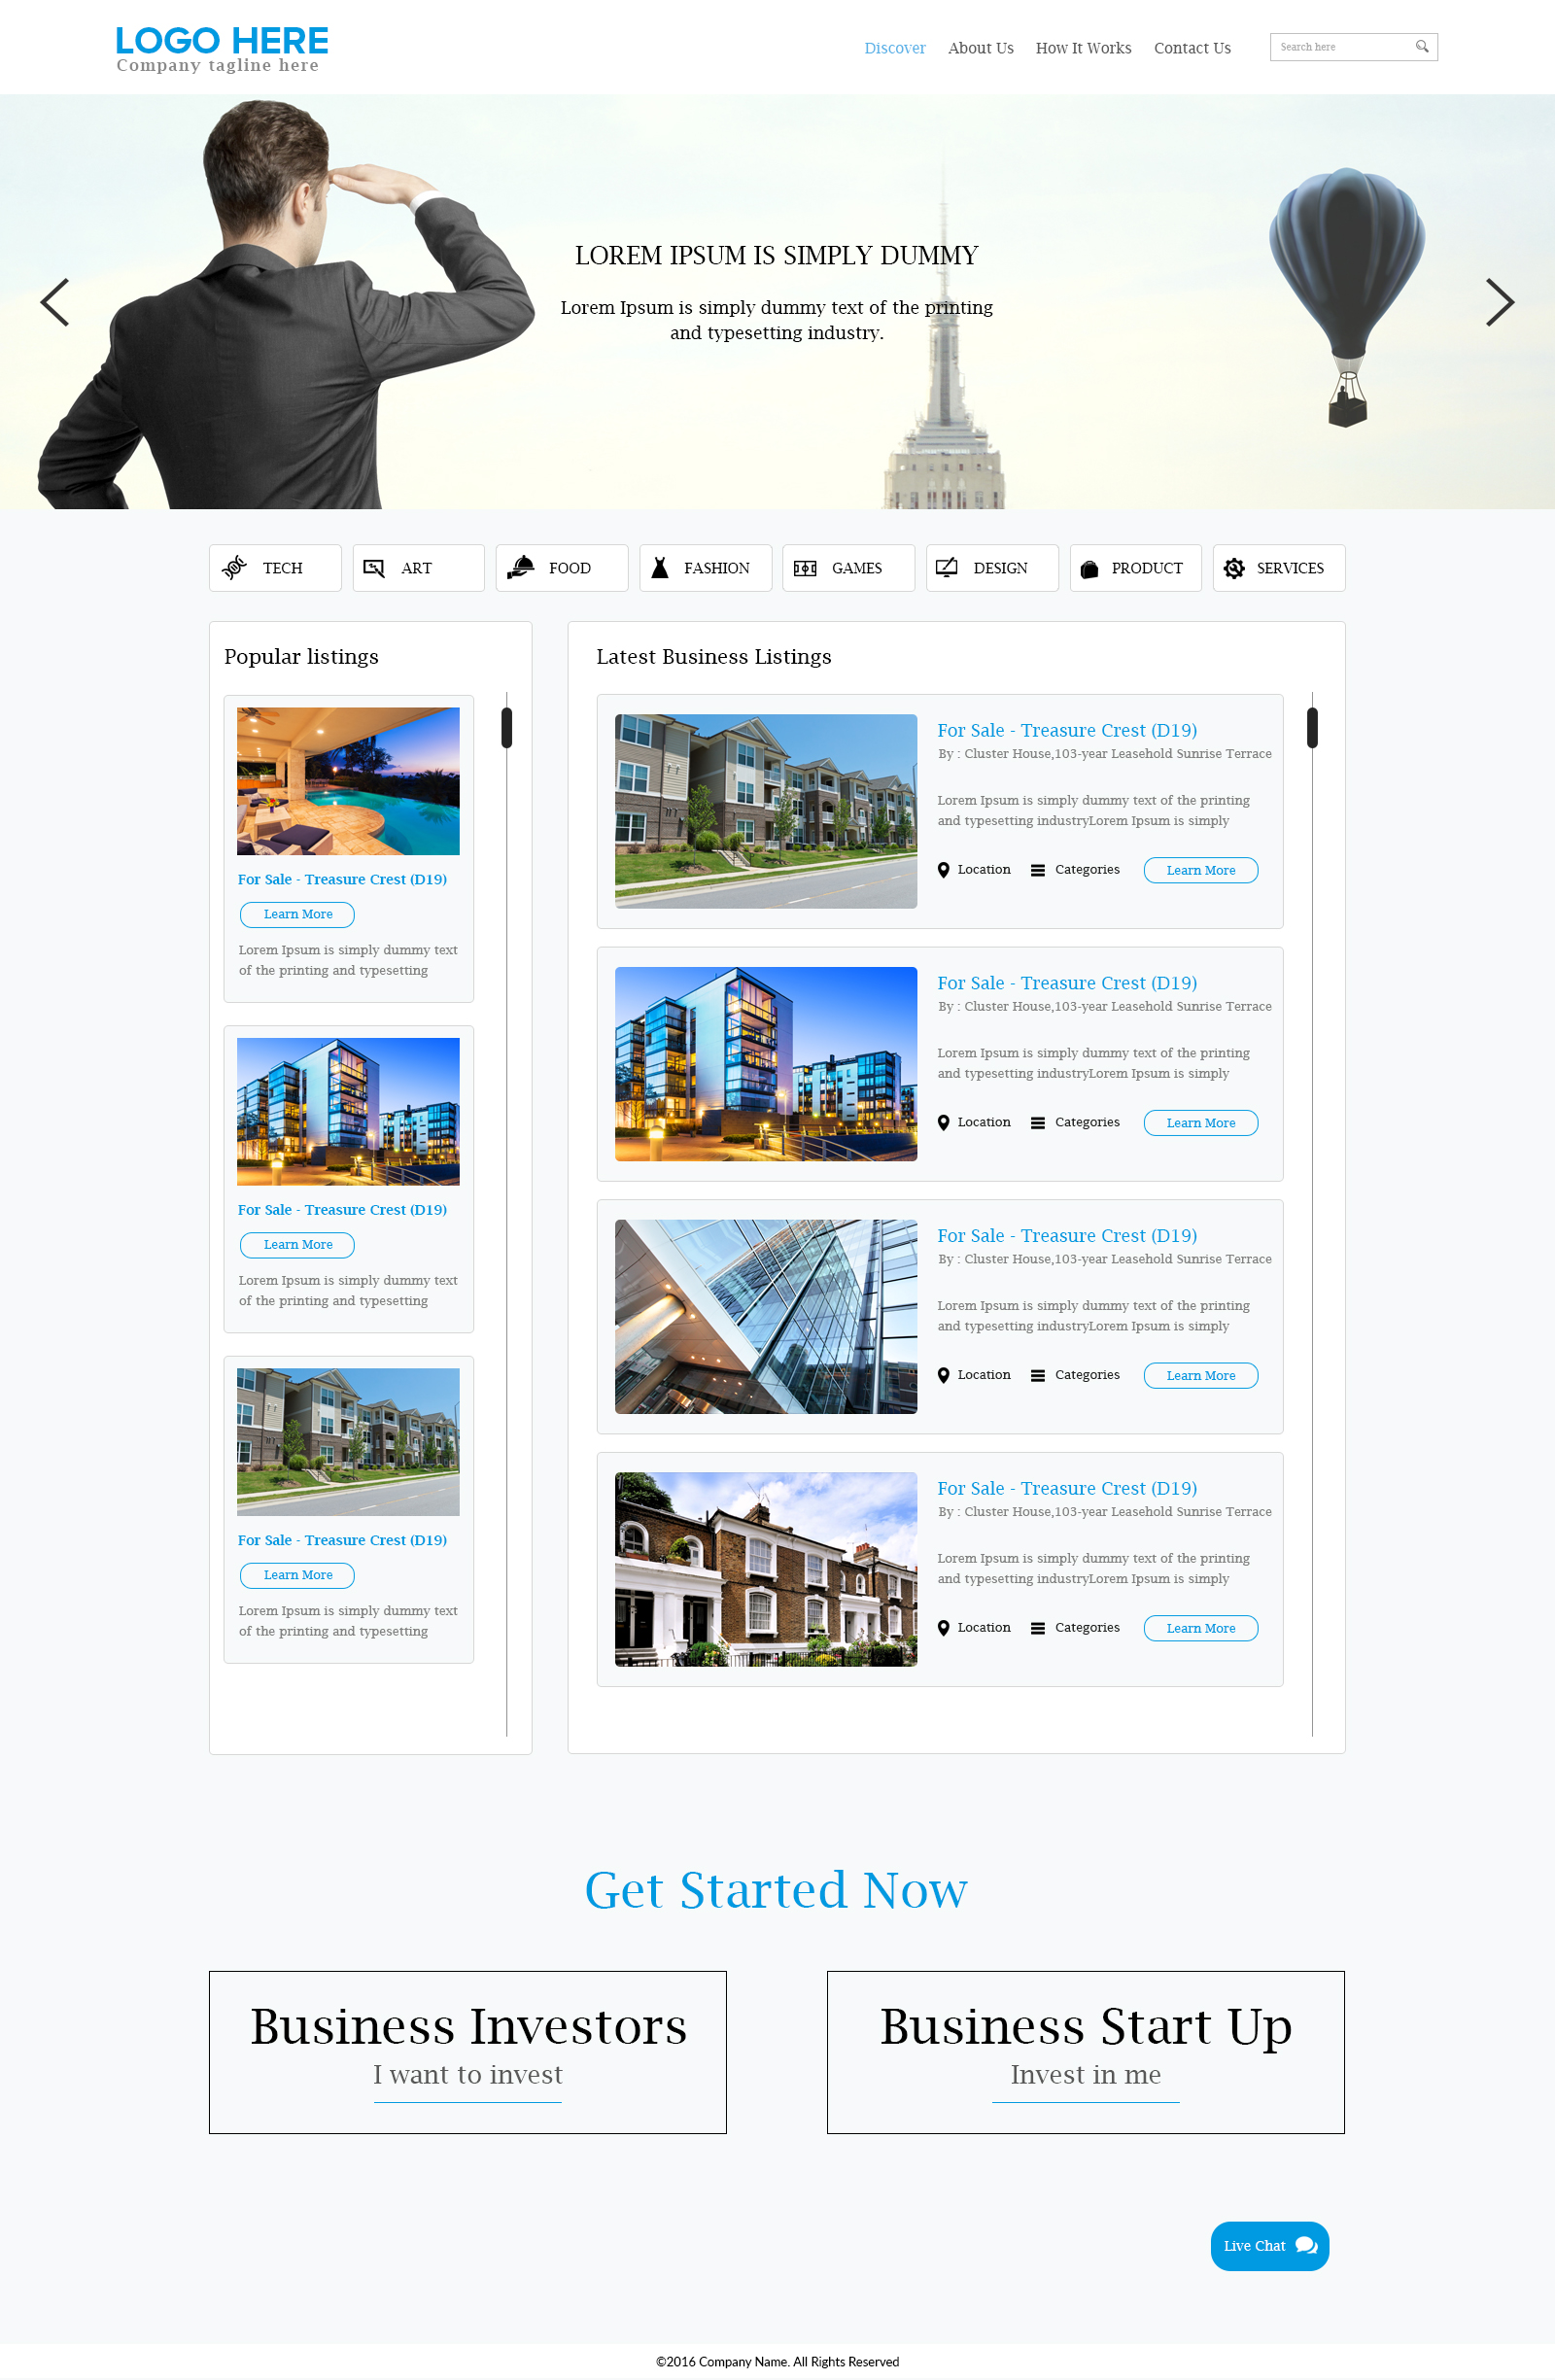 LOGO HERE
Company tagline here
Discover
About Us
How It Works
Contact Us
Search here
LOREM IPSUM IS SIMPLY DUMMY
Lorem Ipsum is simply dummy text of the printing
and typesetting industry.
TECH
ART
FOOD
FASHION
GAMES
DESIGN
PRODUCT
SERVICES
Popular listings
For Sale - Treasure Crest (D19)
Learn More
Lorem Ipsum is simply dummy text
of the printing and typesetting
For Sale - Treasure Crest (D19)
Learn More
Lorem Ipsum is simply dummy text
of the printing and typesetting
For Sale - Treasure Crest (D19)
Learn More
Lorem Ipsum is simply dummy text
of the printing and typesetting
Latest Business Listings
For Sale - Treasure Crest (D19)
By : Cluster House,103-year Leasehold Sunrise Terrace
Lorem Ipsum is simply dummy text of the printing
and typesetting industryLorem Ipsum is simply
Location
Categories
Learn More
For Sale - Treasure Crest (D19)
By : Cluster House,103-year Leasehold Sunrise Terrace
Lorem Ipsum is simply dummy text of the printing
and typesetting industryLorem Ipsum is simply
Location
Categories
Learn More
For Sale - Treasure Crest (D19)
By : Cluster House,103-year Leasehold Sunrise Terrace
Lorem Ipsum is simply dummy text of the printing
and typesetting industryLorem Ipsum is simply
Location
Categories
Learn More
For Sale - Treasure Crest (D19)
By : Cluster House,103-year Leasehold Sunrise Terrace
Lorem Ipsum is simply dummy text of the printing
and typesetting industryLorem Ipsum is simply
Location
Categories
Learn More
Get Started Now
Business Investors
I want to invest
Business Start Up
Invest in me
Live Chat
©2016 Company Name. All Rights Reserved